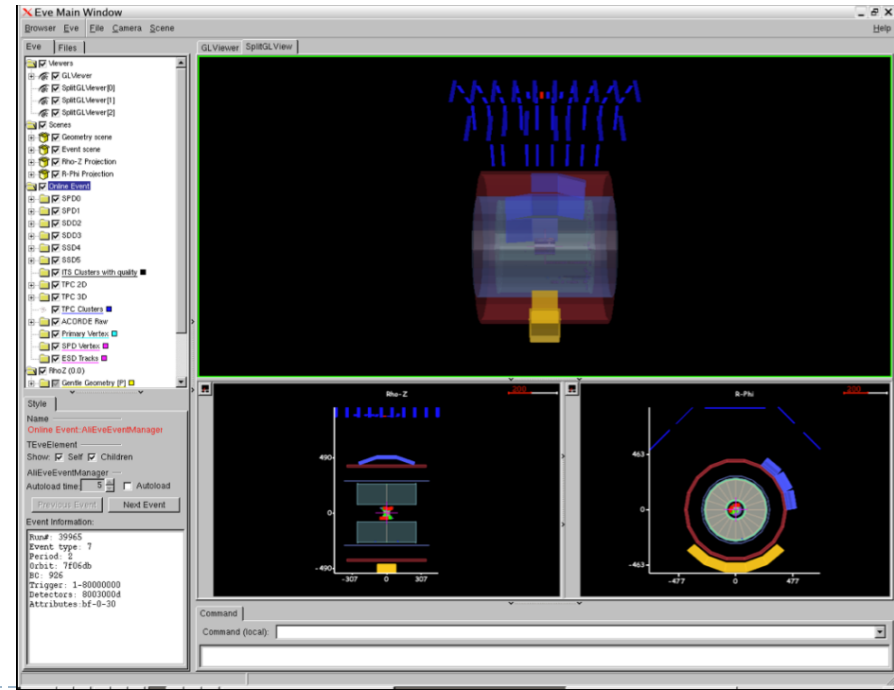 Eve Main Window
Browser Eve File Camera Scene Help
Eve Files
GLViewer SplitGLView
Viewers
GLViewer
SplitGLViewer[0]
SplitGLViewer[1]
SplitGLViewer[2]
Scenes
Geometry scene
Event scene
Rho-Z Projection
R-Phi Projection
Online Event
SPD0
SPD1
SDD2
SDD3
SSD4
SSD5
ITS Clusters with quality
TPC 2D
TPC 3D
TPC Clusters
ACORDE Raw
Primary Vertex
SPD Vertex
ESD Tracks
RhoZ (0.0)
Gentle Geometry [P]
Style
Name
Online Event:AliEveEventManager
TEveElement
Show: Self Children
AliEveEventManager
Autoload time: 5 Autoload
Previous Event Next Event
Event Information:
Run#: 39965
Event type: 7
Period: 2
Orbit: 7f06db
BC: 926
Trigger: 1-80000000
Detectors: 8003000d
Attributes:bf-0-30
Rho-Z
200
490
0
-490
-307 0 307
R-Phi
200
463
0
-463
-477 0 477
Command
Command (local):